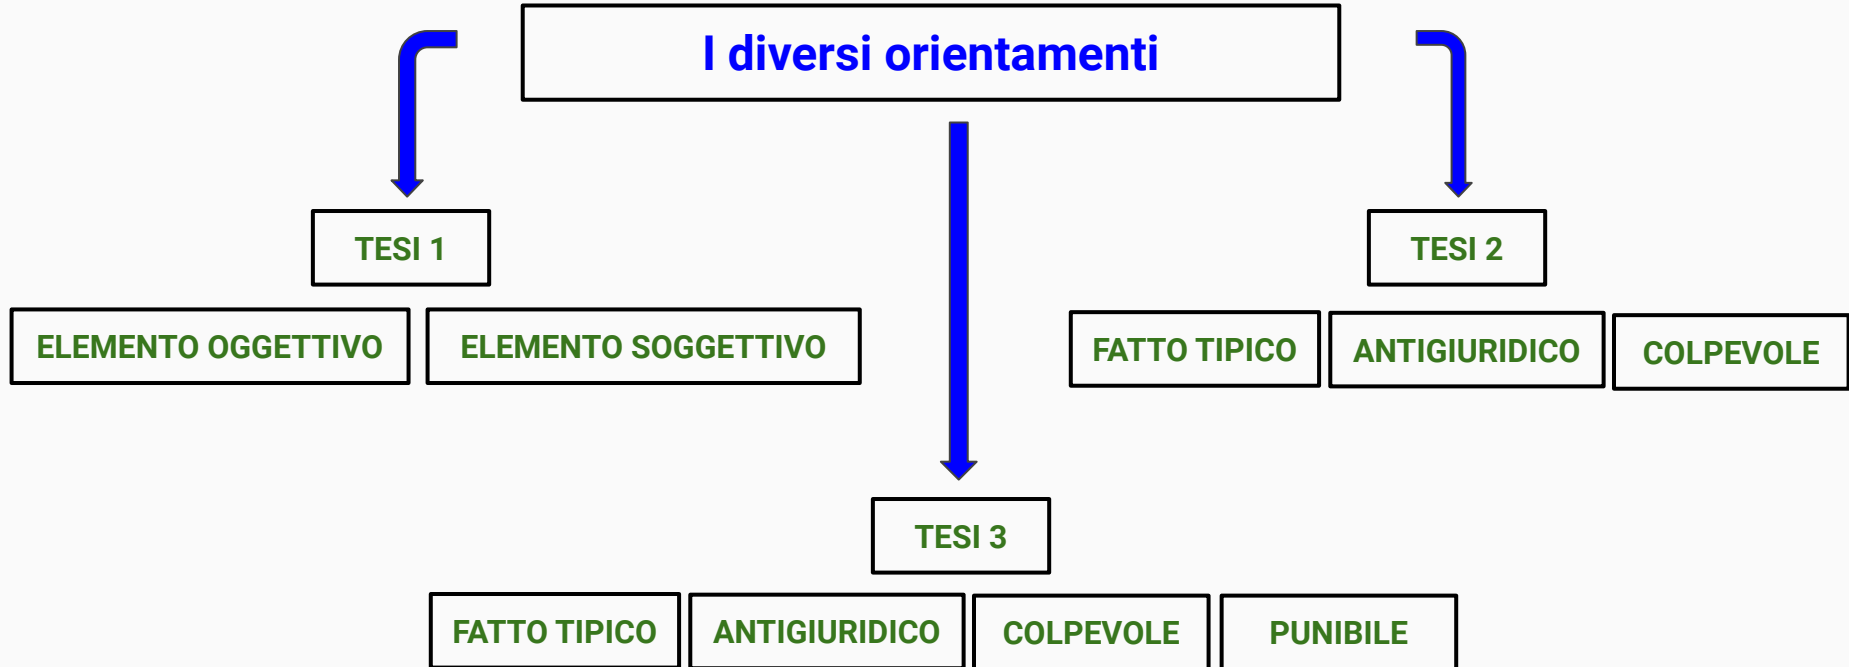 I diversi orientamenti
TESI 1
TESI 2
ELEMENTO OGGETTIVO
ELEMENTO SOGGETTIVO
FATTO TIPICO
ANTIGIURIDICO
COLPEVOLE
TESI 3
FATTO TIPICO
ANTIGIURIDICO
COLPEVOLE
PUNIBILE